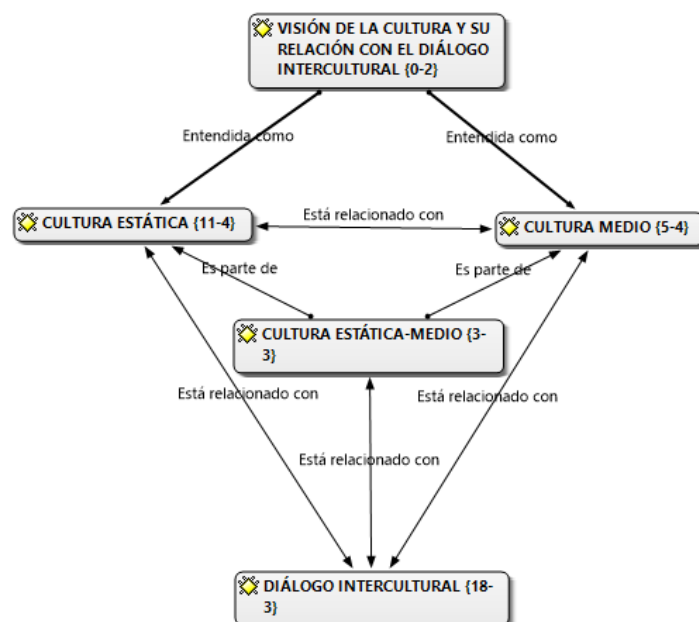 VISIÓN DE LA CULTURA Y SU
RELACIÓN CON EL DIÁLOGO
INTERCULTURAL {0-2}
Entendida como
Entendida como
CULTURA ESTÁTICA {11-4}
Está relacionado con
CULTURA MEDIO {5-4}
Es parte de
Es parte de
CULTURA ESTÁTICA-MEDIO {3-
3}
Está relacionado con
Está relacionado con
Está relacionado con
DIÁLOGO INTERCULTURAL {18-
3}